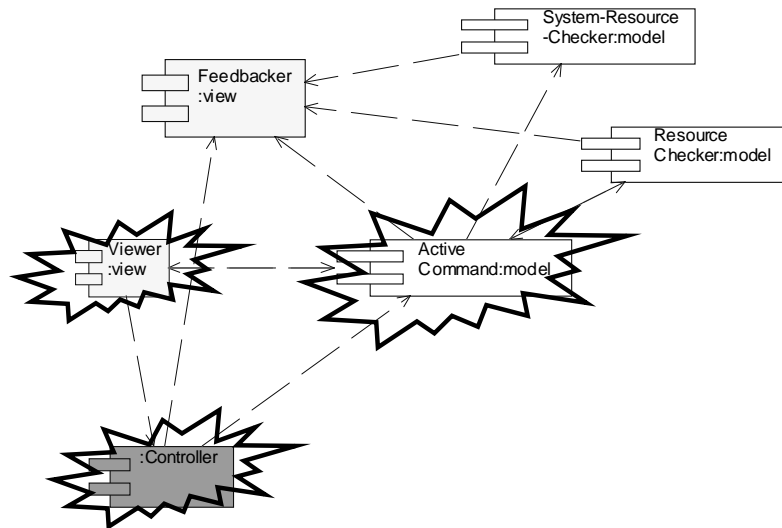 System-Resource
-Checker:model
Feedbacker
:view
Resource
Checker:model
Viewer
:view
Active
Command:model
:Controller